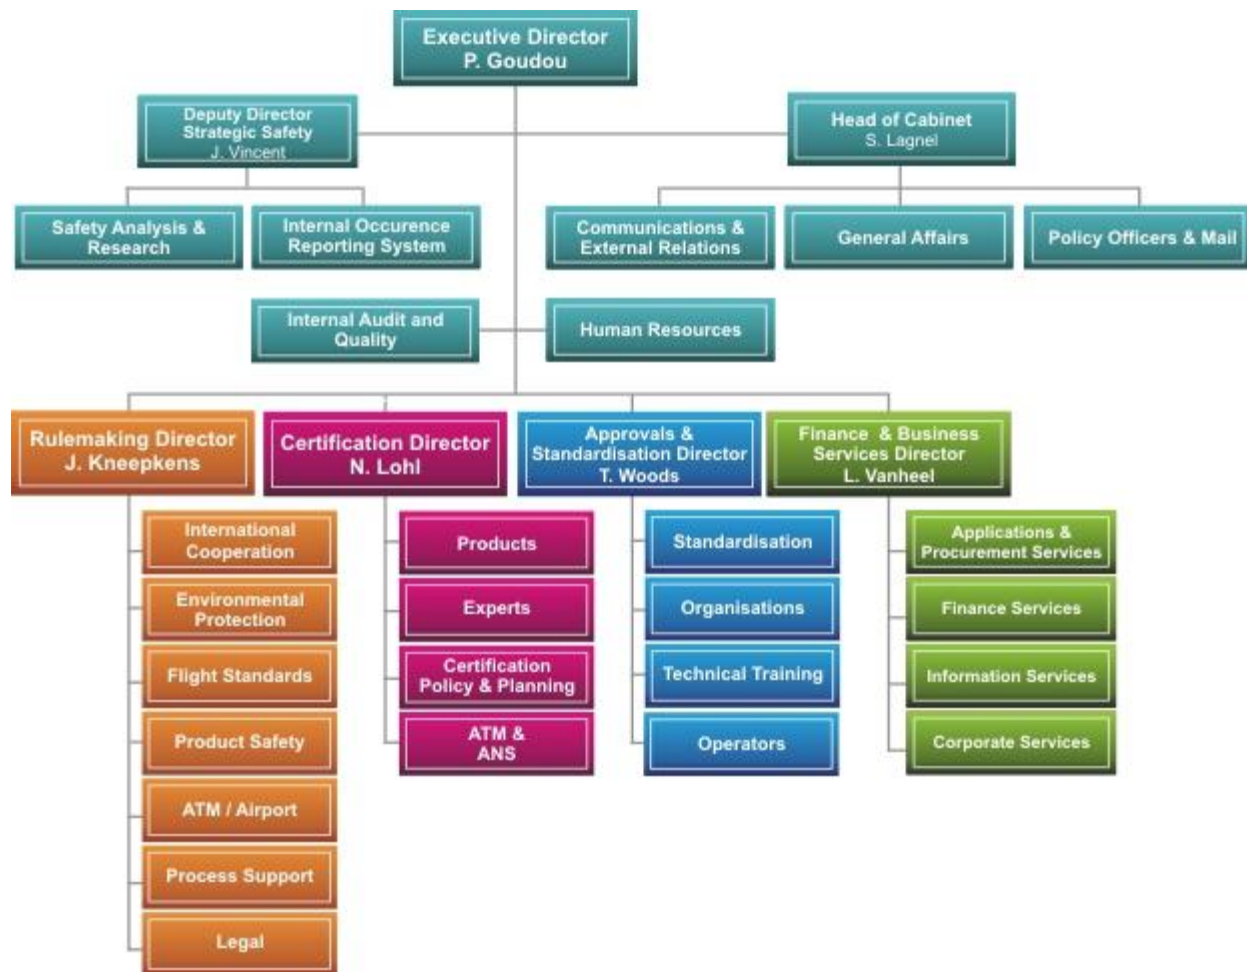 Executive Director
P. Goudou
Deputy Director
Strategic Safety
J. Vincent
Head of Cabinet
S. Lagnel
Safety Analysis &
Research
Internal Occurence
Reporting System
Communications &
External Relations
General Affairs
Policy Officers & Mail
Internal Audit and
Quality
Human Resources
Rulemaking Director
J. Kneepkens
Certification Director
N. Lohl
Approvals &
Standardisation Director
T. Woods
Finance & Business
Services Director
L. Vanheel
International
Cooperation
Environmental
Protection
Flight Standards
Product Safety
ATM / Airport
Process Support
Legal
Products
Experts
Certification
Policy & Planning
ATM &
ANS
Standardisation
Organisations
Technical Training
Operators
Applications &
Procurement Services
Finance Services
Information Services
Corporate Services